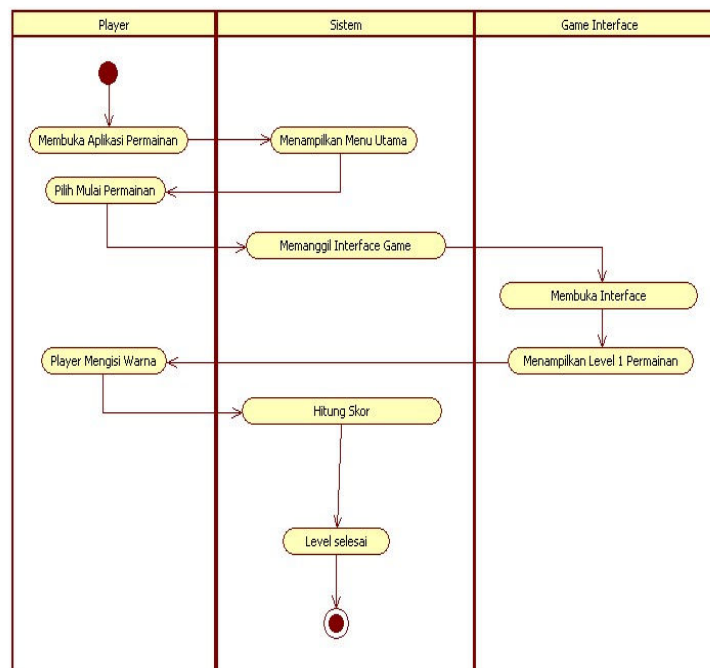 Player
Sistem
Game Interface
Membuka Aplikasi Permainan
Menampilkan Menu Utama
Pilih Mulai Permainan
Memanggil Interface Game
Membuka Interface
Menampilkan Level 1 Permainan
Player Mengisi Warna
Hitung Skor
Level selesai